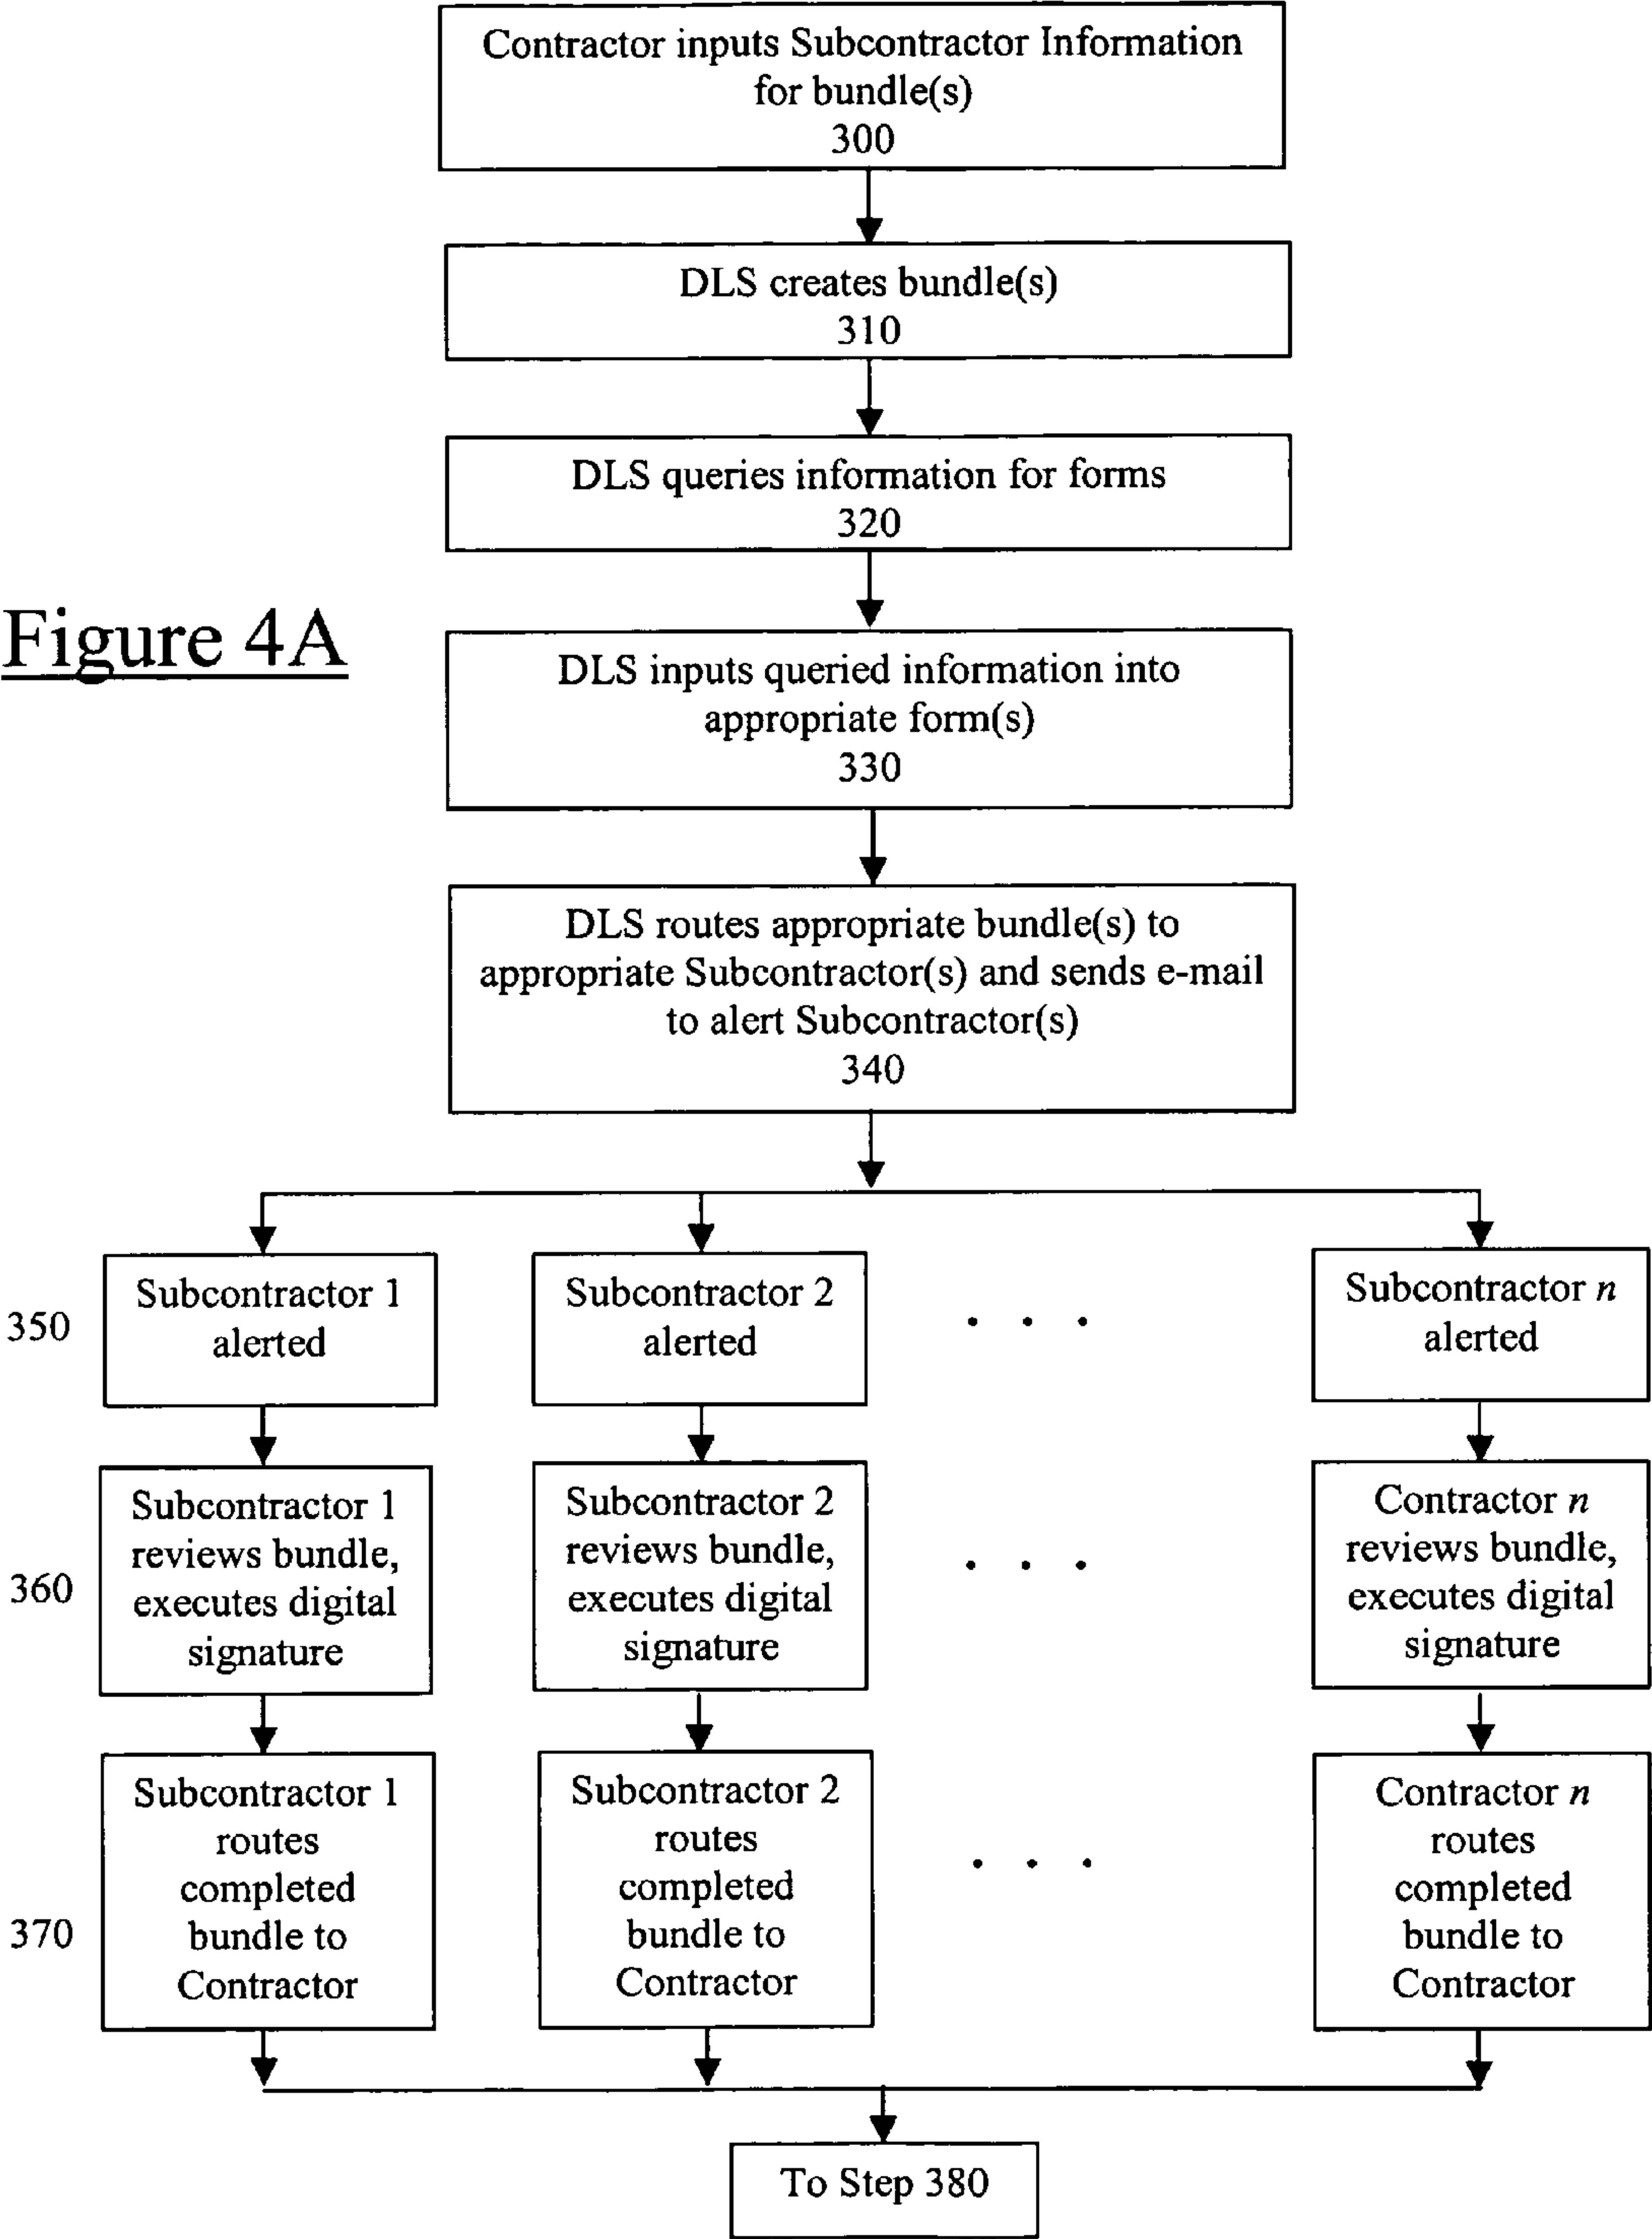 Contractor inputs Subcontractor Information
for bundle(s)
300
DLS creates bundle(s)
310
DLS queries information for forms
320
Figure 4A
DLS inputs queried information into
appropriate form(s)
330
DLS routes appropriate bundle(s) to
appropriate Subcontractor(s) and sends e-mail
to alert Subcontractor(s)
340
350
Subcontractor 1
alerted
Subcontractor 2
alerted
. . .
Subcontractor n
alerted
360
Subcontractor 1
reviews bundle,
executes digital
signature
Subcontractor 2
reviews bundle,
executes digital
signature
. . .
Contractor n
reviews bundle,
executes digital
signature
370
Subcontractor 1
routes
completed
bundle to
Contractor
Subcontractor 2
routes
completed
bundle to
Contractor
. . .
Contractor n
routes
completed
bundle to
Contractor
To Step 380